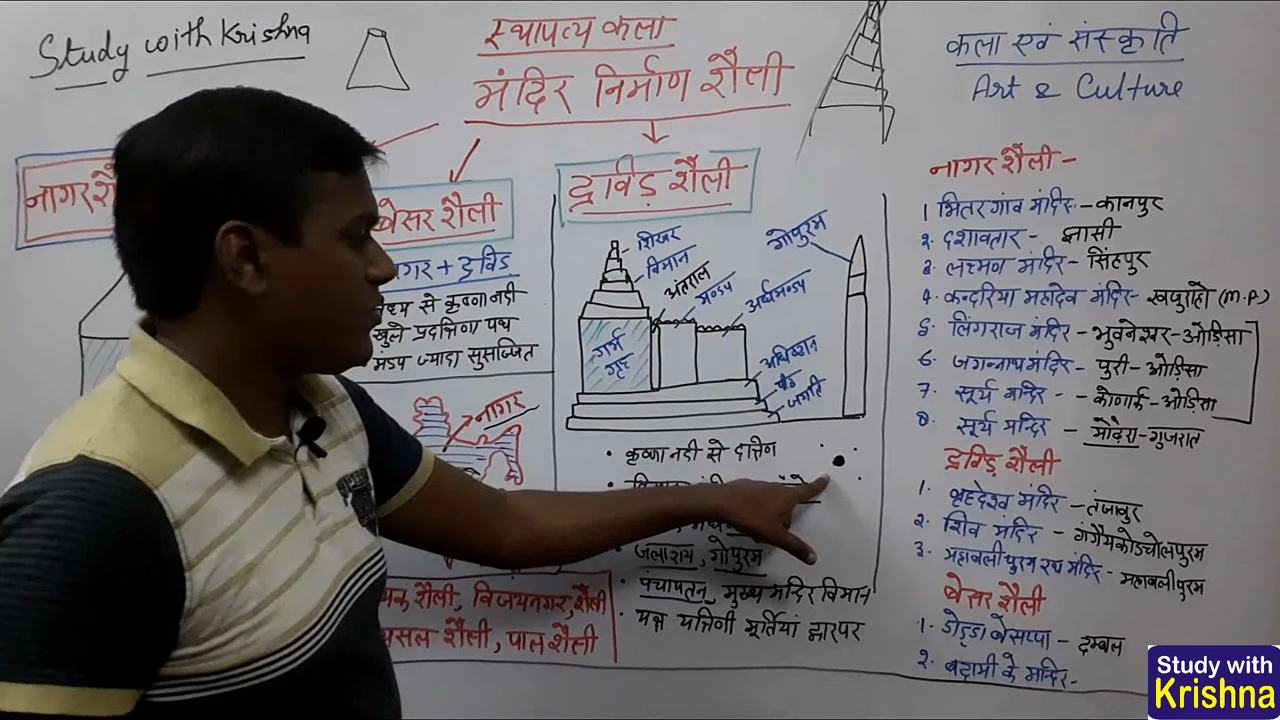 Study with Krishna
स्थापत्य कला
मंदिर निर्माण शैली
कला एवं संस्कृति
Art & Culture
नागर शै
बेसर शैली
नागर + द्रविड़
मध्य से कृष्णा नदी
खुले प्रदक्षिणा पथ
मंडप ज्यादा सुसज्जित
नागर
द्रविड़ शैली
शिखर
विमान
अंतराल
मण्डप
अर्धमण्डप
गोपुरम
गर्भ
गृह
अधिष्ठान
पीठ
जगति
• कृष्णा नदी से दक्षिण
जलाशय, गोपुरम
• पंचायतन, मुख्य मंदिर विमान
• यक्ष यक्षिणी मूर्तियां द्वारपर
शैली, विजयनगर, शैली
शैली, पाल शैली
नागर शैली -
1 भितरगांव मंदिर - कानपुर
2. दशावतार - झासी
3. लक्ष्मण मंदिर - सिंहपुर
4. कन्दरिया महादेव मंदिर - खजुराहो (M.P.)
5. लिंगराज मंदिर - भुवनेश्वर - ओडिसा
6. जगन्नाथ मंदिर - पुरी - ओड़िसा
7. सूर्य मंदिर - - कोणार्क - ओडिसा
8. सूर्य मन्दिर - मोढेरा - गुजरात
द्रविड़ शैली
1. बृहदेश्व मंदिर - तंजावुर
2. शिव मंदिर - गंगैयकोडचोलपुरम
3. महाबलीपुरम रथ मंदिर - महाबलीपुरम
बेसर शैली
1. डोड्डा बेसप्पा - दम्बल
2. बदामी के मन्दिर -
Study with
Krishna